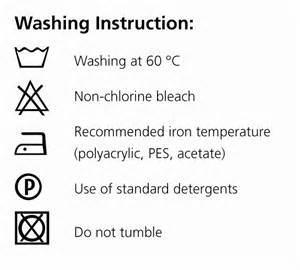 Washing Instruction:
Washing at 60 ºC
Non-chlorine bleach
Recommended iron temperature
(polyacrylic, PES, acetate)
P Use of standard detergents
Do not tumble